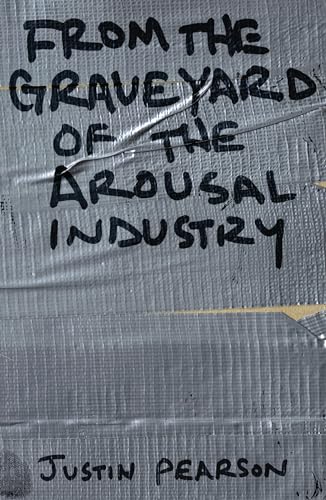 FROM THE
GRAVEYARD
OF THE
AROUSAL
INDUSTRY
JUSTIN PEARSON